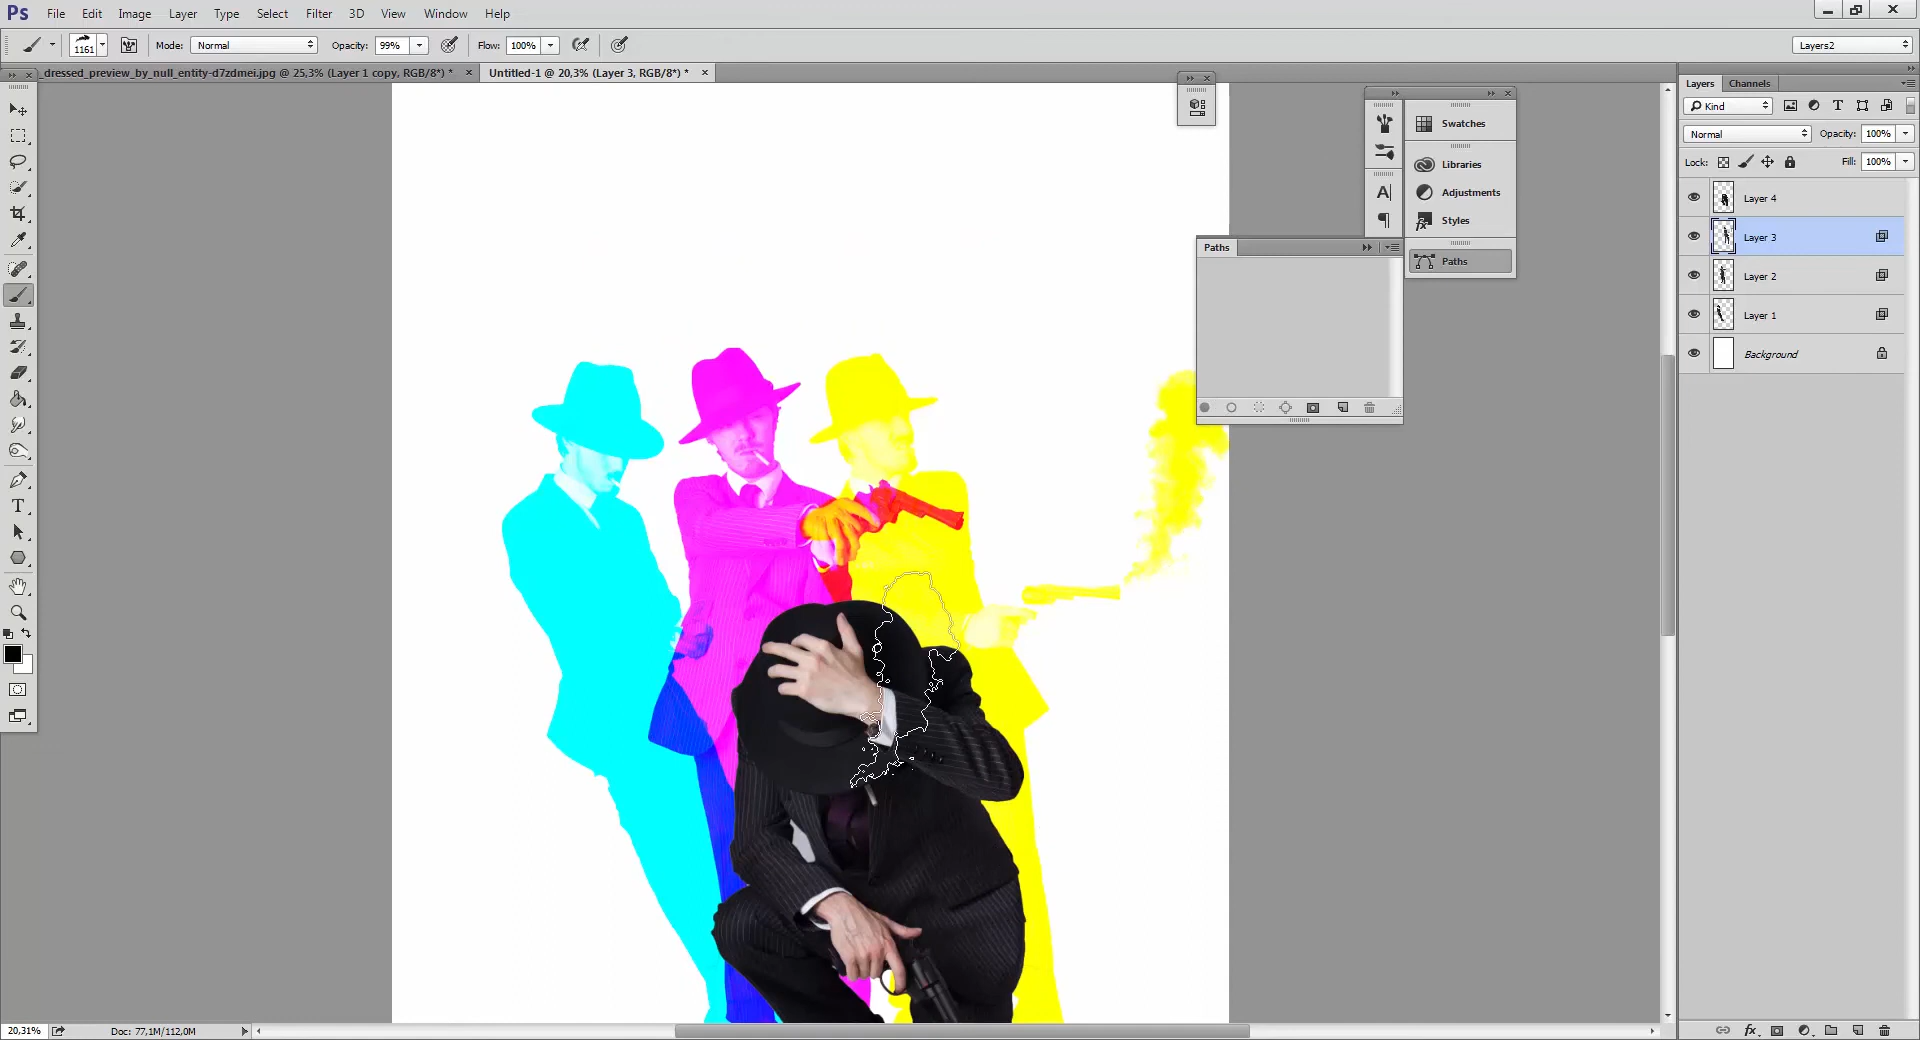 Ps File Edit Image Layer Type Select Filter 3D View Window Help
1161 Mode: Normal Opacity: 99% Flow: 100% Layers2
_dressed_preview_by_null_entity-d7zdmei.jpg @ 25,3% (Layer 1 copy, RGB/8*) * × Untitled-1 @ 20,3% (Layer 3, RGB/8*) * ×
Layers Channels
Kind
Normal Opacity: 100%
Lock: Fill: 100%
Layer 4
Layer 3
Layer 2
Layer 1
Background
Swatches
Libraries
Adjustments
Styles
Paths
Paths
20,31% Doc: 77,1M/112,0M